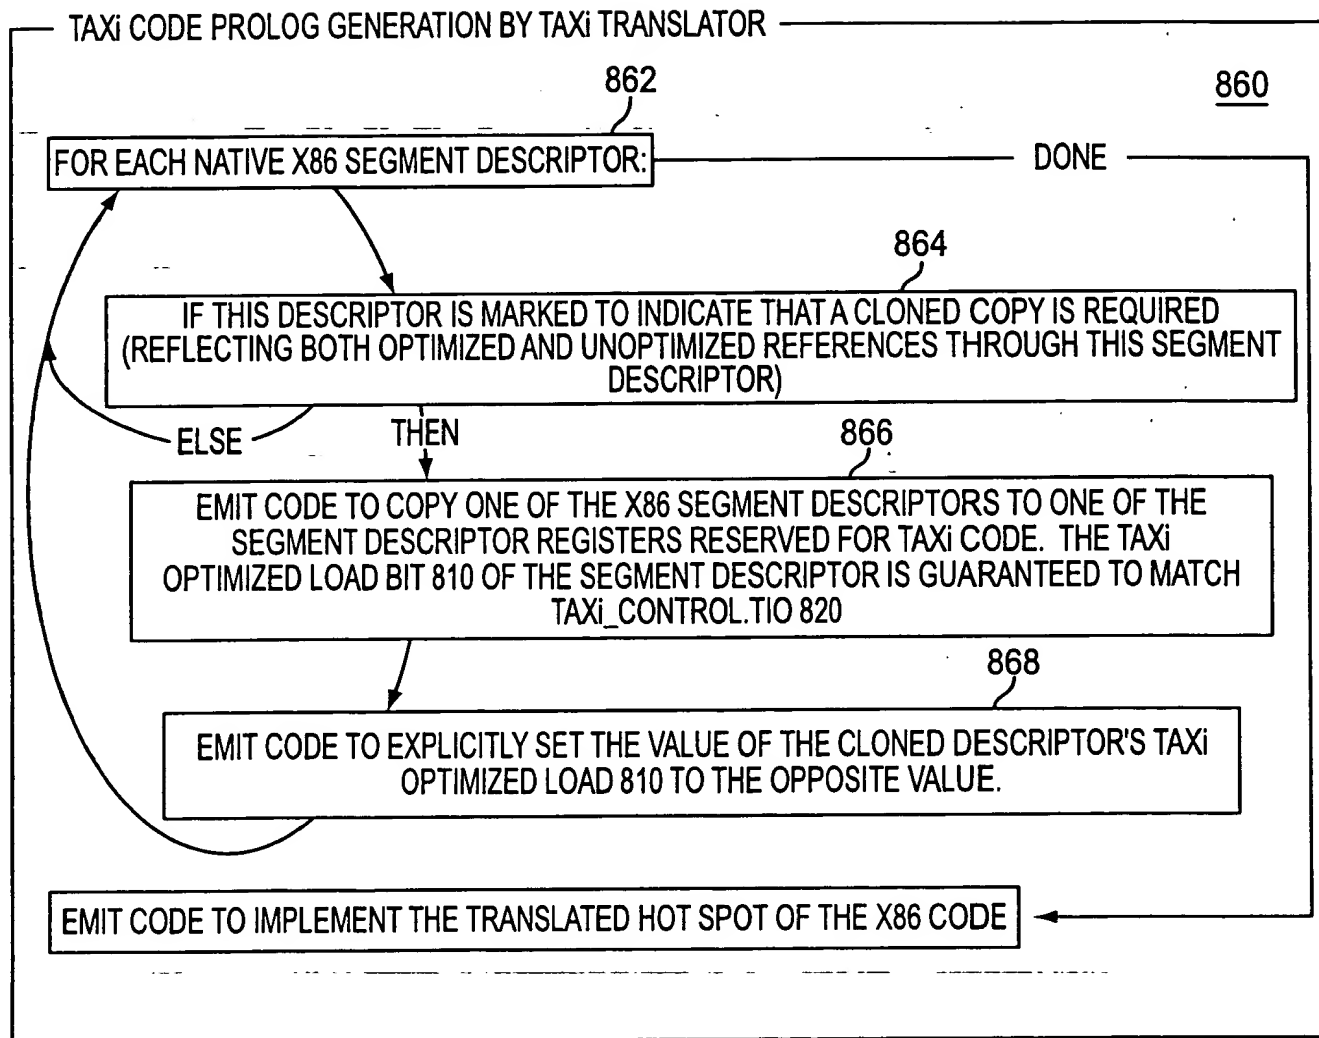 TAXi CODE PROLOG GENERATION BY TAXi TRANSLATOR
860
862
FOR EACH NATIVE X86 SEGMENT DESCRIPTOR:
DONE
864
IF THIS DESCRIPTOR IS MARKED TO INDICATE THAT A CLONED COPY IS REQUIRED
(REFLECTING BOTH OPTIMIZED AND UNOPTIMIZED REFERENCES THROUGH THIS SEGMENT
DESCRIPTOR)
ELSE
THEN
866
EMIT CODE TO COPY ONE OF THE X86 SEGMENT DESCRIPTORS TO ONE OF THE
SEGMENT DESCRIPTOR REGISTERS RESERVED FOR TAXi CODE. THE TAXi
OPTIMIZED LOAD BIT 810 OF THE SEGMENT DESCRIPTOR IS GUARANTEED TO MATCH
TAXi_CONTROL.TIO 820
868
EMIT CODE TO EXPLICITLY SET THE VALUE OF THE CLONED DESCRIPTOR'S TAXi
OPTIMIZED LOAD 810 TO THE OPPOSITE VALUE.
EMIT CODE TO IMPLEMENT THE TRANSLATED HOT SPOT OF THE X86 CODE